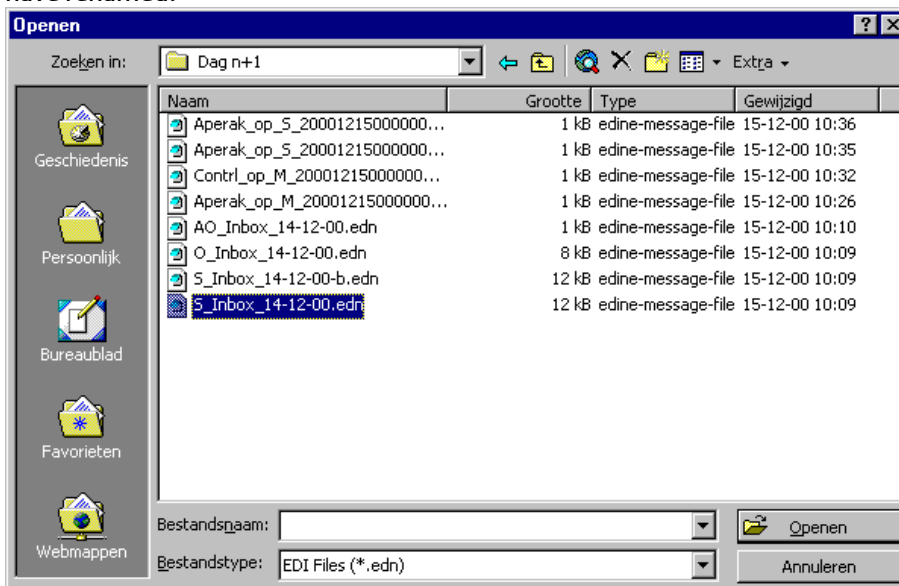 Openen
Zoeken in: Dag n+1 Extra
Naam Grootte Type Gewijzigd
Aperak_op_S_20001215000000... 1 kB edine-message-file 15-12-00 10:36
Aperak_op_S_20001215000000... 1 kB edine-message-file 15-12-00 10:35
Contrl_op_M_20001215000000... 1 kB edine-message-file 15-12-00 10:32
Aperak_op_M_20001215000000... 1 kB edine-message-file 15-12-00 10:26
AO_Inbox_14-12-00.edn 1 kB edine-message-file 15-12-00 10:10
O_Inbox_14-12-00.edn 8 kB edine-message-file 15-12-00 10:09
S_Inbox_14-12-00-b.edn 12 kB edine-message-file 15-12-00 10:09
S_Inbox_14-12-00.edn 12 kB edine-message-file 15-12-00 10:09
Geschiedenis
Persoonlijk
Bureaublad
Favorieten
Webmappen
Bestandsnaam: Openen
Bestandstype: EDI Files (*.edn) Annuleren